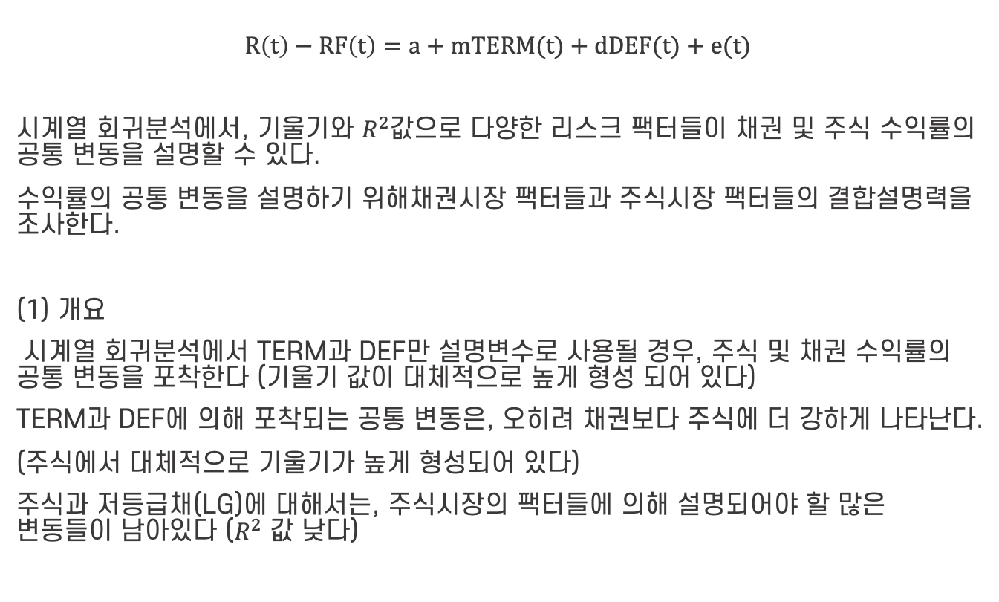 R(t) − RF(t) = a + mTERM(t) + dDEF(t) + e(t)
시계열 회귀분석에서, 기울기와 R²값으로 다양한 리스크 팩터들이 채권 및 주식 수익률의
공통 변동을 설명할 수 있다.
수익률의 공통 변동을 설명하기 위해채권시장 팩터들과 주식시장 팩터들의 결합설명력을
조사한다.
(1) 개요
시계열 회귀분석에서 TERM과 DEF만 설명변수로 사용될 경우, 주식 및 채권 수익률의
공통 변동을 포착한다 (기울기 값이 대체적으로 높게 형성 되어 있다)
TERM과 DEF에 의해 포착되는 공통 변동은, 오히려 채권보다 주식에 더 강하게 나타난다.
(주식에서 대체적으로 기울기가 높게 형성되어 있다)
주식과 저등급채(LG)에 대해서는, 주식시장의 팩터들에 의해 설명되어야 할 많은
변동들이 남아있다 (R² 값 낮다)